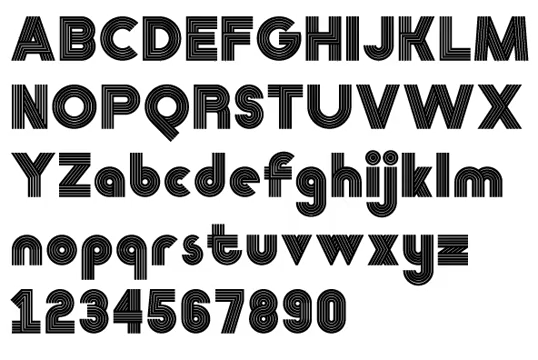 ABCDEFGHIJKLM
NOPQRSTUVWX
YZabcdefghijklm
nopqrstuvwxyz
1234567890